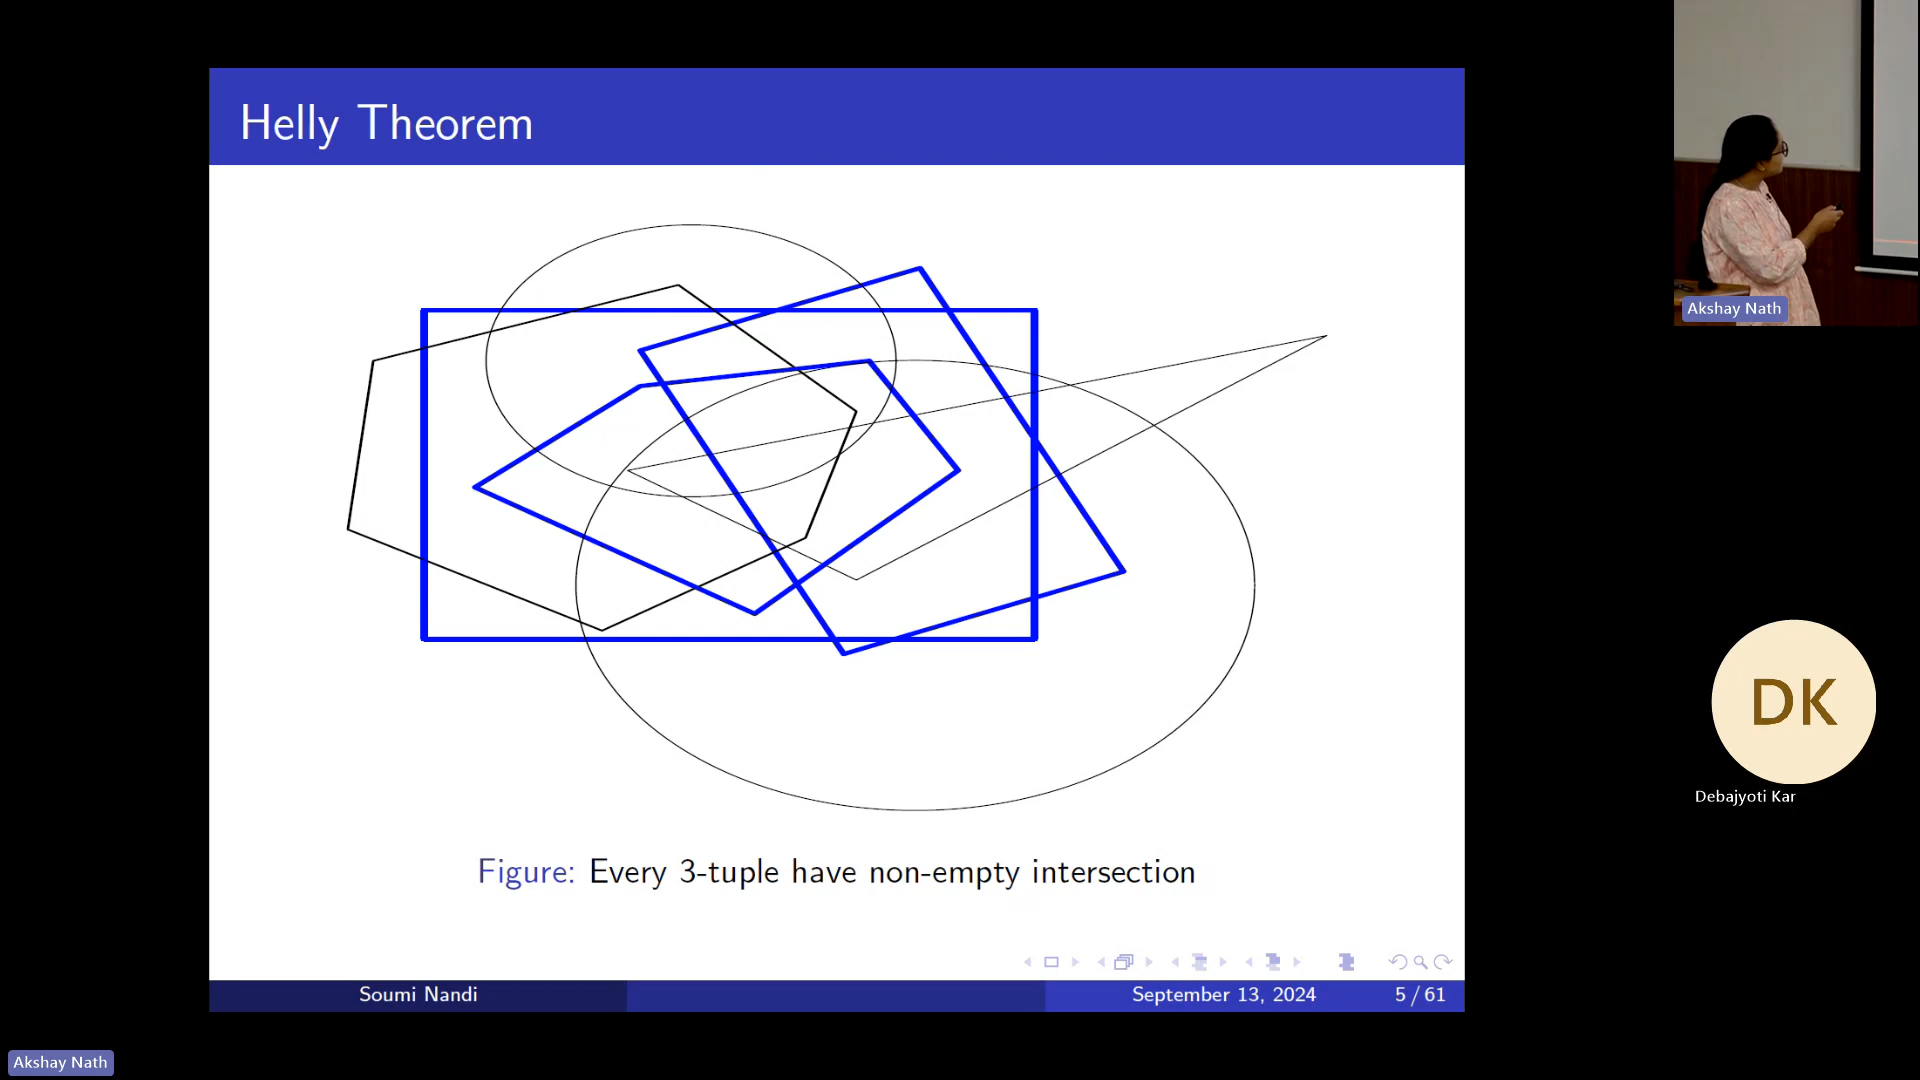 Helly Theorem
Figure: Every 3-tuple have non-empty intersection
Soumi Nandi
September 13, 2024
5 / 61
Akshay Nath
DK
Debajyoti Kar
Akshay Nath